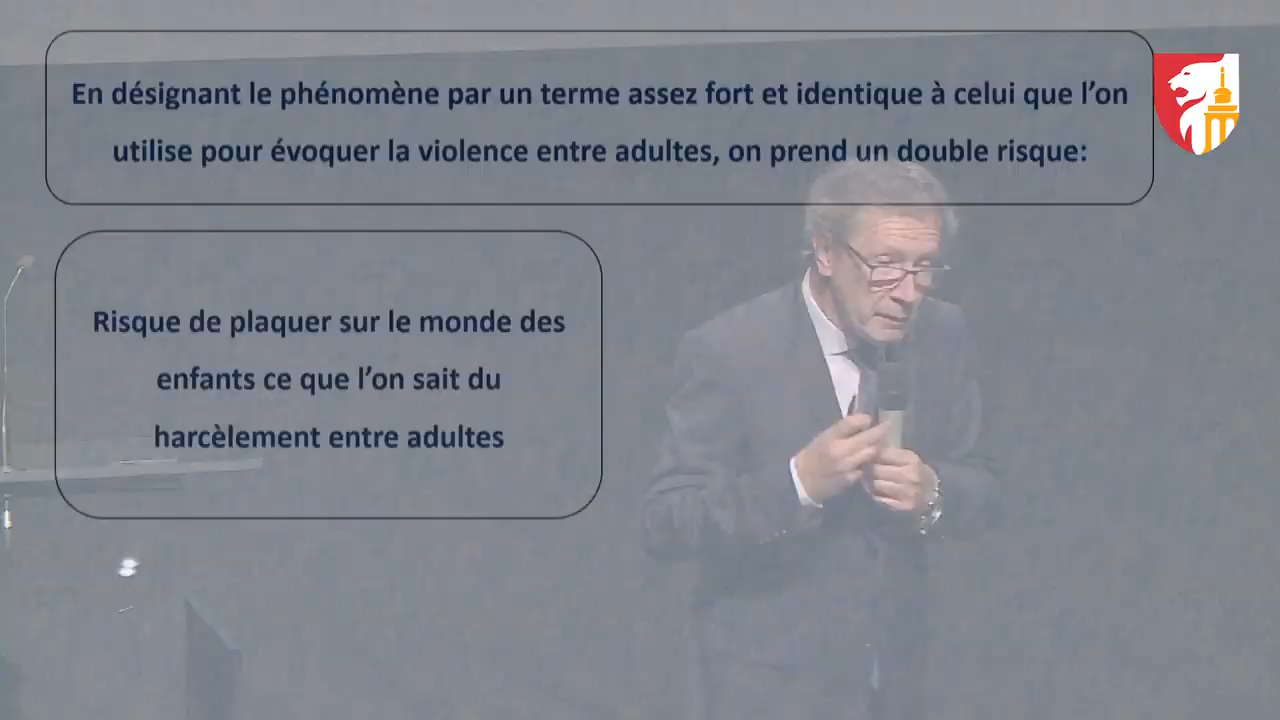 En désignant le phénomène par un terme assez fort et identique à celui que l’on
utilise pour évoquer la violence entre adultes, on prend un double risque:
Risque de plaquer sur le monde des
enfants ce que l’on sait du
harcèlement entre adultes